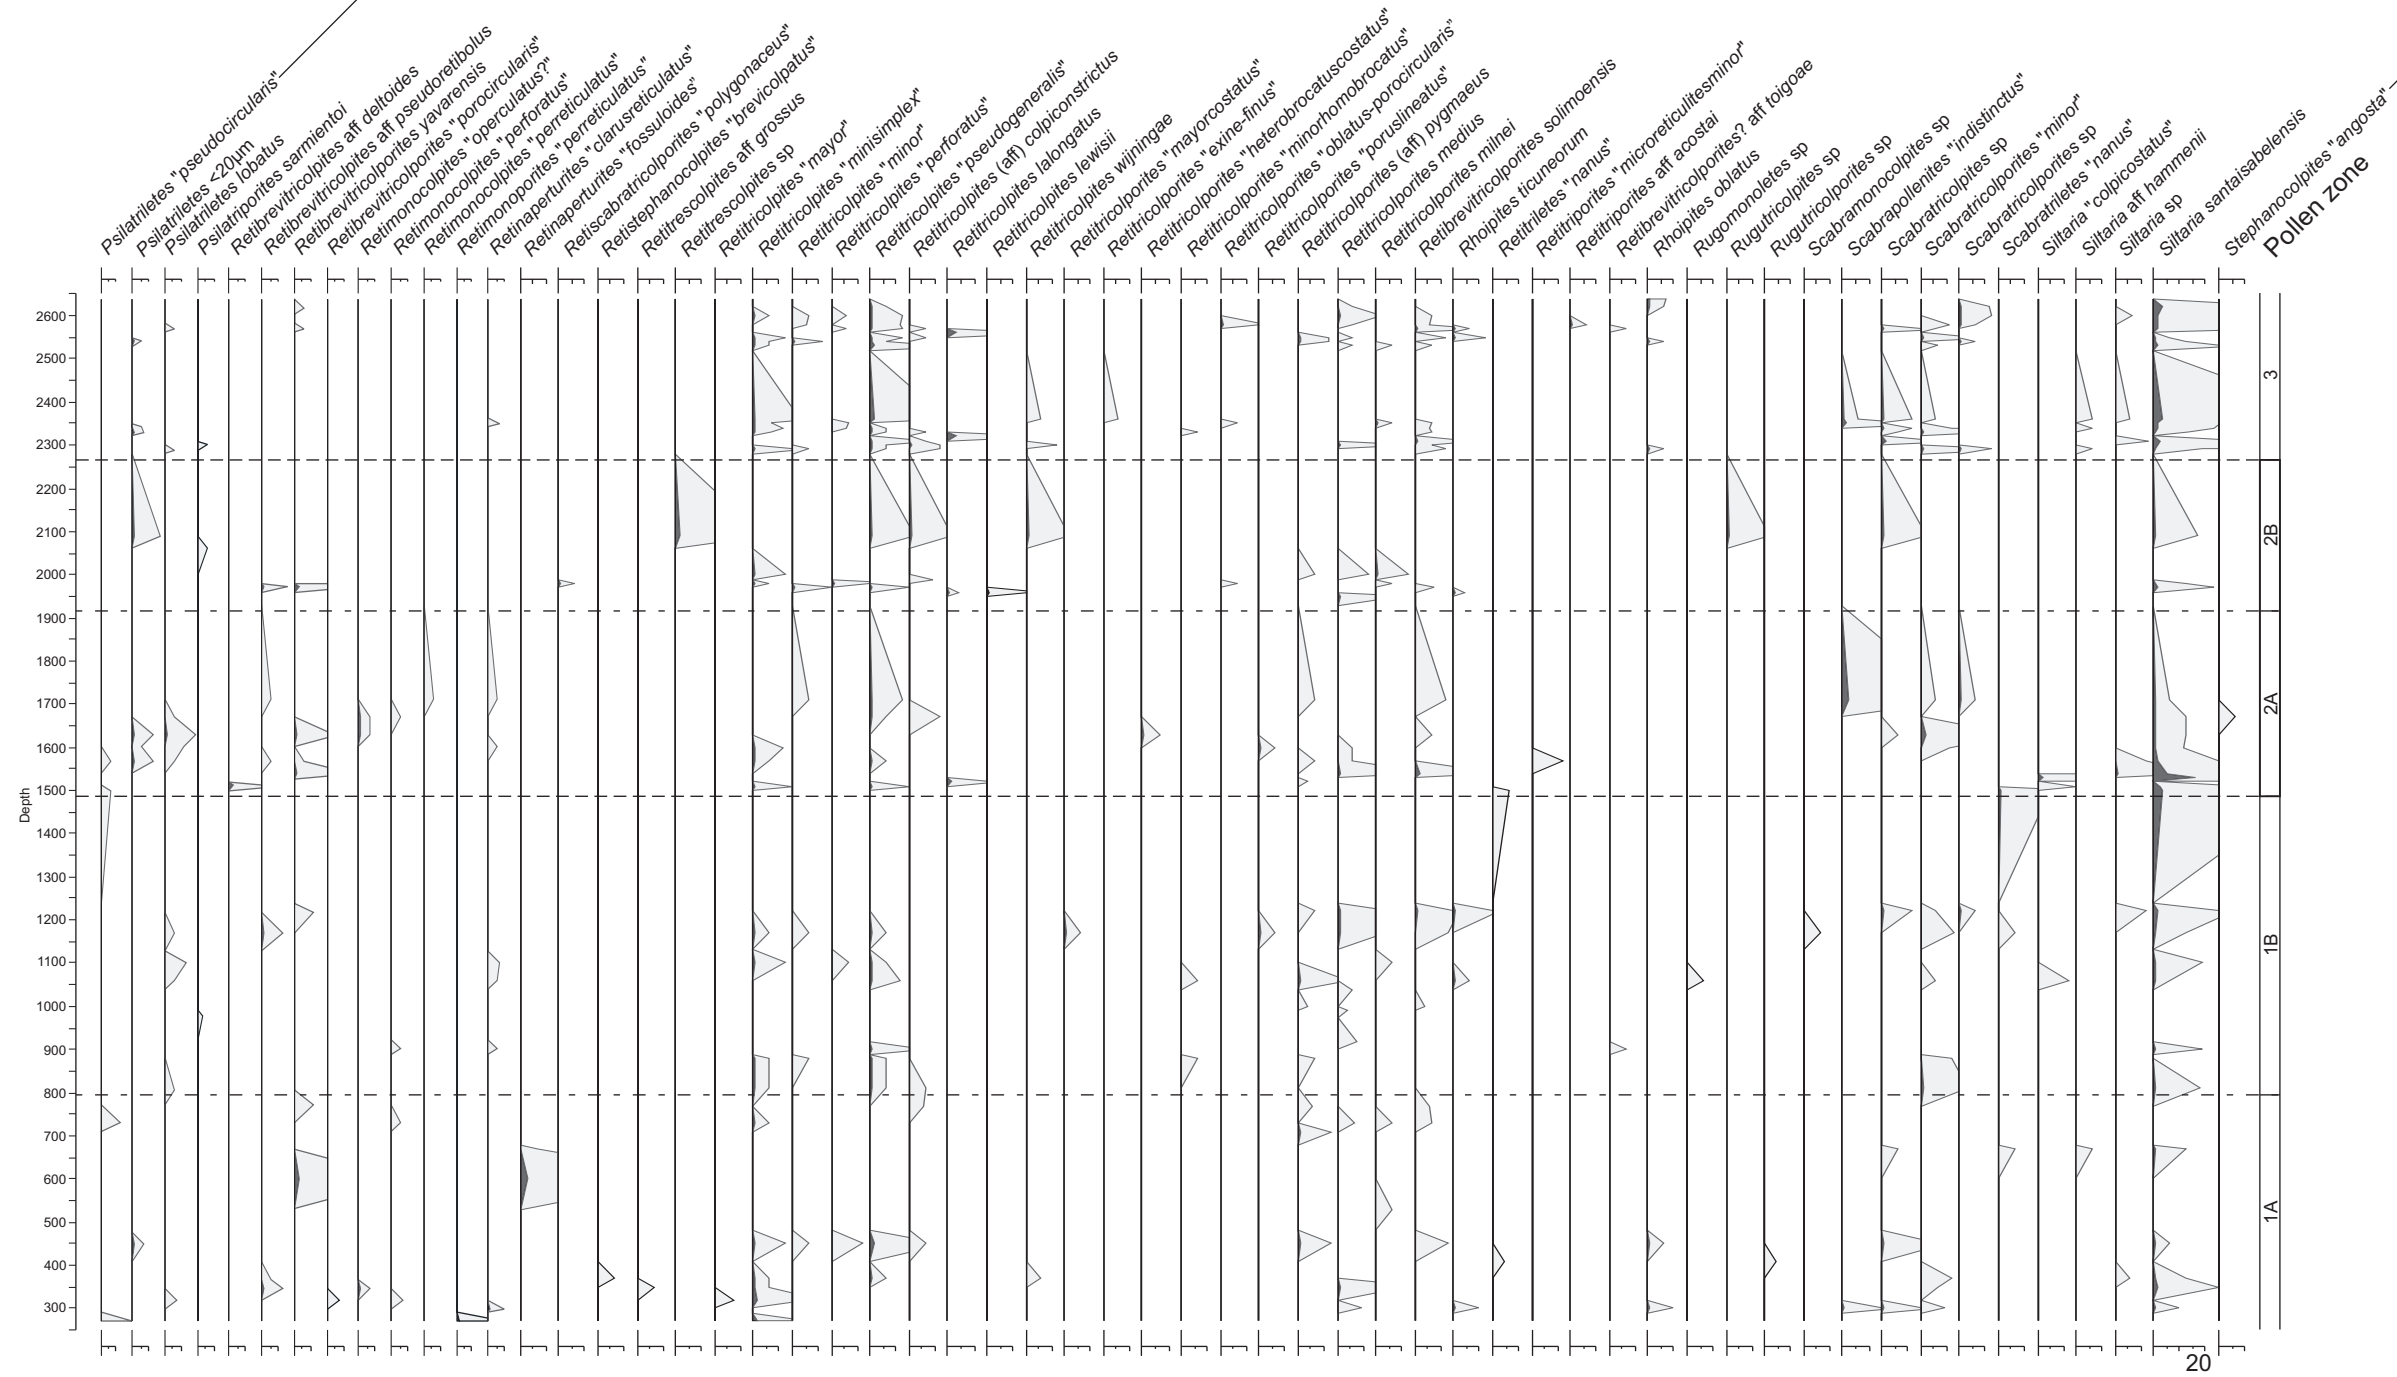 Psilatriletes "pseudocircularis"
Psilatriletes <20µm
Psilatriletes lobatus
Psilatriporites sarmientoi
Retibrevitricolpites aff deltoides
Retibrevitricolpites aff pseudoretibolus
Retibrevitricolporites yavarensis
Retibrevitricolporites "porocircularis"
Retimonocolpites "operculatus?"
Retimonocolpites "perforatus"
Retimonocolpites "perreticulatus"
Retimonoporites "perreticulatus"
Retinaperturites "clarusreticulatus"
Retinaperturites "fossuloides"
Retiscabratricolporites "polygonaceus"
Retistephanocolpites "brevicolpatus"
Retitrescolpites aff grossus
Retitrescolpites sp
Retitricolpites "mayor"
Retitricolpites "minisimplex"
Retitricolpites "minor"
Retitricolpites "perforatus"
Retitricolpites "pseudogeneralis"
Retitricolpites (aff) colpiconstrictus
Retitricolpites lalongatus
Retitricolpites lewisii
Retitricolpites wijningae
Retitricolporites "mayorcostatus"
Retitricolporites "exine-finus"
Retitricolporites "heterobrocatuscostatus"
Retitricolporites "minorhomobrocatus"
Retitricolporites "oblatus-porocircularis"
Retitricolporites "poruslineatus"
Retitricolporites (aff) pygmaeus
Retitricolporites medius
Retitricolporites milnei
Retibrevitricolporites solimoensis
Rhoipites ticuneorum
Retitriletes "nanus"
Retitriporites "microreticulitesminor"
Retitriporites aff acostai
Retibrevitricolporites? aff toigoae
Rhoipites oblatus
Rugomonoletes sp
Rugutricolpites sp
Rugutricolporites sp
Scabramonocolpites sp
Scabrapollenites "indistinctus"
Scabratricolpites sp
Scabratricolporites "minor"
Scabratricolporites sp
Scabratriletes "nanus"
Siltaria "colpicostatus"
Siltaria aff hammenii
Siltaria sp
Siltaria santaisabelensis
Stephanocolpites "angosta"
Pollen zone
Depth
2600
2500
2400
2300
2200
2100
2000
1900
1800
1700
1600
1500
1400
1300
1200
1100
1000
900
800
700
600
500
400
300
3
2B
2A
1B
1A
20